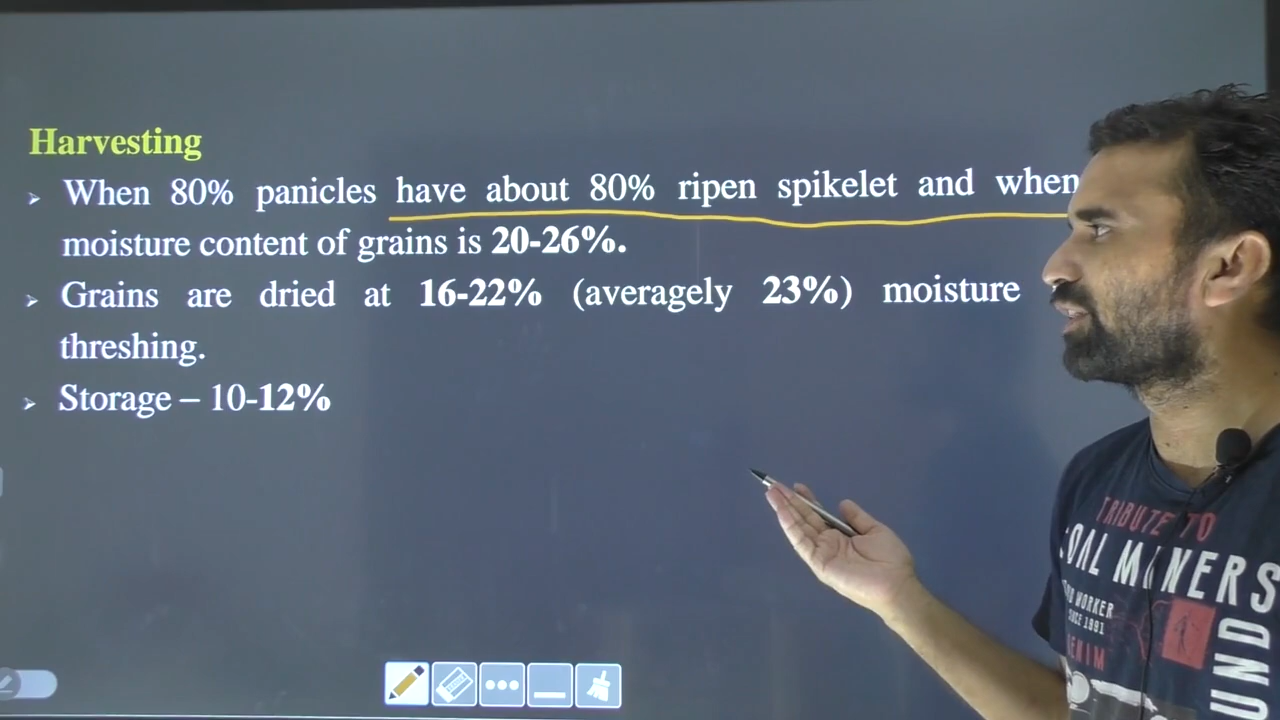 Harvesting
➢ When 80% panicles have about 80% ripen spikelet and when
moisture content of grains is 20-26%.
➢ Grains are dried at 16-22% (averagely 23%) moisture
threshing.
➢ Storage – 10-12%
TRIBUTE TO
COAL MINERS
WORKER
SINCE 1991
DENIM
UND